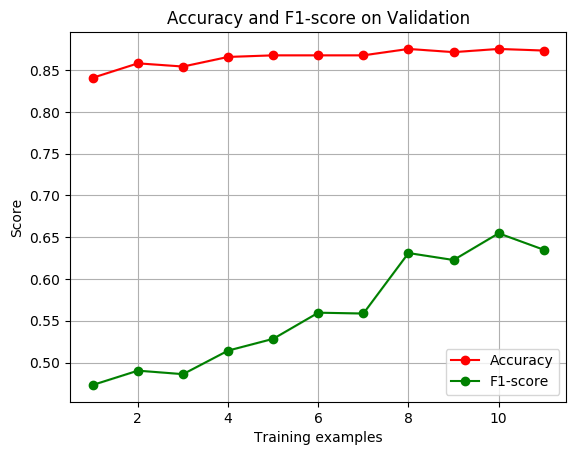 Accuracy and F1-score on Validation
0.85
0.80
0.75
0.70
0.65
0.60
0.55
0.50
Score
2 4 6 8 10
Training examples
Accuracy
F1-score